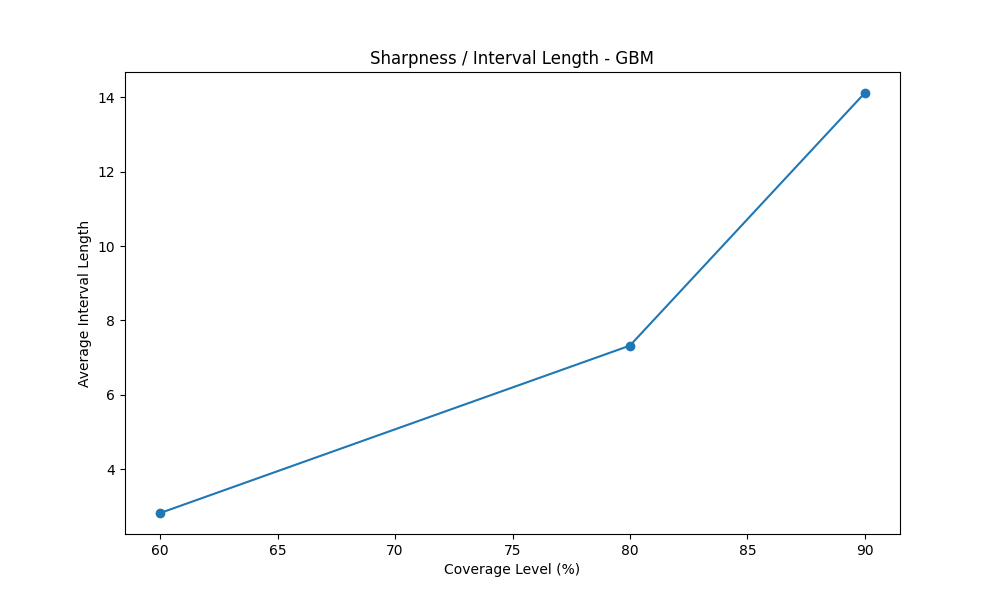 Sharpness / Interval Length - GBM
Average Interval Length
14
12
10
8
6
4
60 65 70 75 80 85 90
Coverage Level (%)